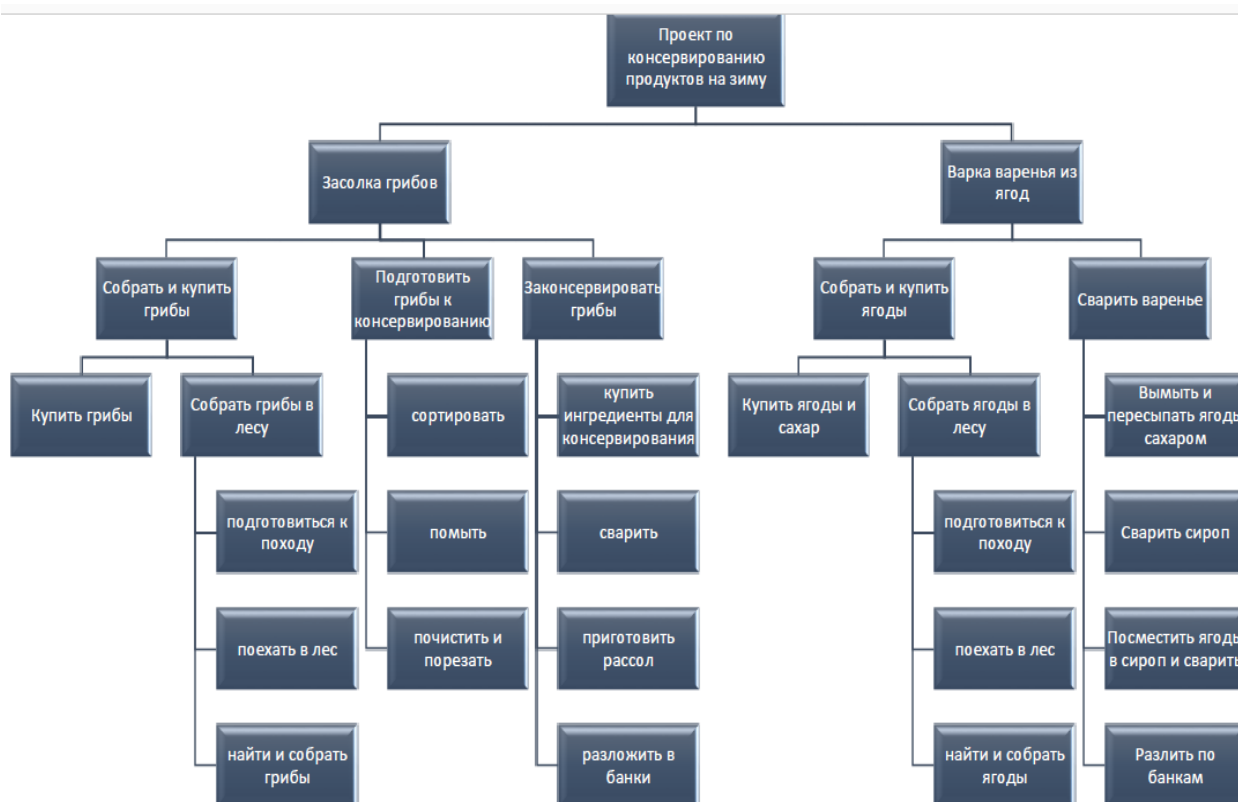 Проект по
консервированию
продуктов на зиму
Засолка грибов
Варка варенья из
ягод
Собрать и купить
грибы
Подготовить
грибы к
консервированию
Законсервировать
грибы
Собрать и купить
ягоды
Сварить варенье
Купить грибы
Собрать грибы в
лесу
сортировать
купить
ингредиенты для
консервирования
Купить ягоды и
сахар
Собрать ягоды в
лесу
Вымыть и
пересыпать ягоды
сахаром
подготовиться к
походу
помыть
сварить
подготовиться к
походу
Сварить сироп
поехать в лес
почистить и
порезать
приготовить
рассол
поехать в лес
Посместить ягоды
в сироп и сварить
найти и собрать
грибы
разложить в
банки
найти и собрать
ягоды
Разлить по
банкам